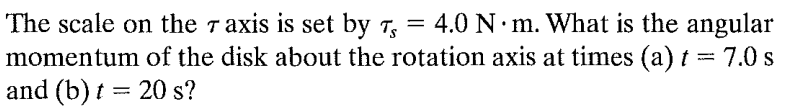 The scale on the τ axis is set by τₛ = 4.0 N·m. What is the angular
momentum of the disk about the rotation axis at times (a) t = 7.0 s
and (b) t = 20 s?